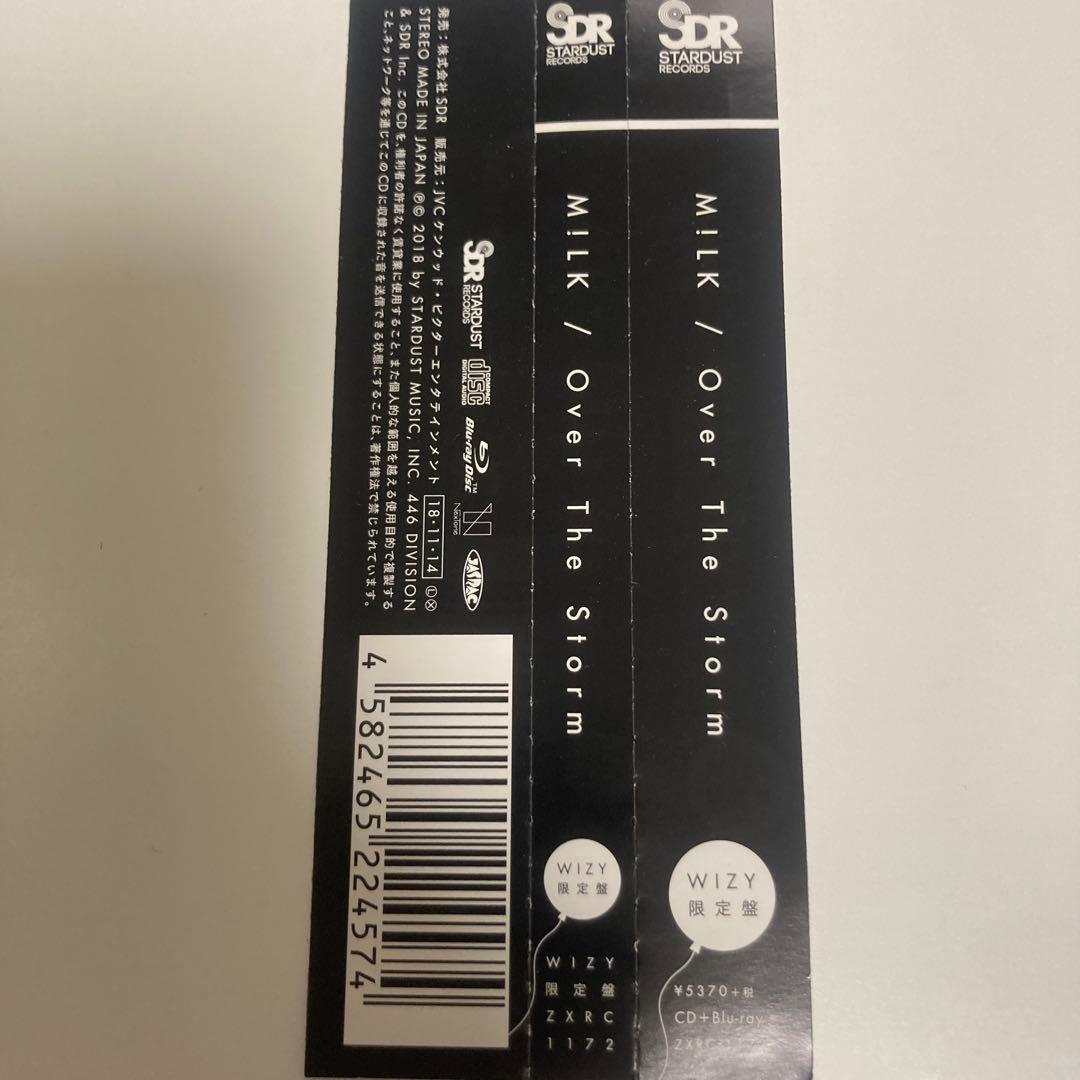 SDR
STARDUST
RECORDS
M!LK / Over The Storm
WIZY
限定盤
¥5370+税
CD+Blu-ray
SDR
STARDUST
RECORDS
M!LK / Over The Storm
WIZY
限定盤
WIZY
限定盤
ZXRC
1172
SDR STARDUST
RECORDS
COMPACT
disc
DIGITAL AUDIO
Blu-ray Disc™
NexTone
JASRAC
発売：株式会社SDR 販売元：JVCケンウッド・ビクターエンタテインメント 18・11・14 Ⓛ Ⓧ
STEREO MADE IN JAPAN ℗© 2018 by STARDUST MUSIC, INC. 446 DIVISION
& SDR Inc. このCDを、権利者の許諾なく賃貸業に使用すること、また個人的な範囲を越える使用目的で複製する
こと、ネットワーク等を通じてこのCDに収録された音を送信できる状態にすることは、著作権法で禁じられています。
4 582465 224574